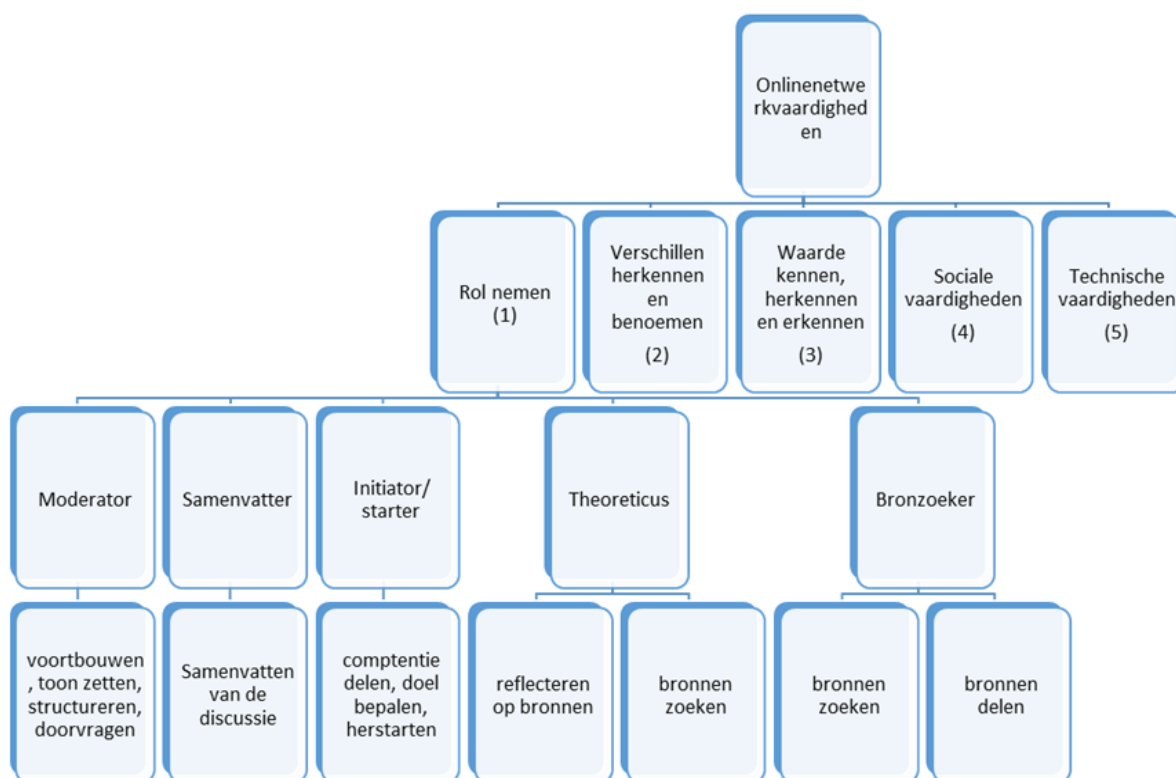 Onlinenetwe
rkvaardighed
en
Rol nemen
(1)
Verschillen
herkennen
en
benoemen
(2)
Waarde
kennen,
herkennen
en erkennen
(3)
Sociale
vaardigheden
(4)
Technische
vaardigheden
(5)
Moderator
Samenvatter
Initiator/
starter
Theoreticus
Bronzoeker
voortbouwen
, toon zetten,
structureren,
doorvragen
Samenvatten
van de
discussie
comptentie
delen, doel
bepalen,
herstarten
reflecteren
op bronnen
bronnen
zoeken
bronnen
zoeken
bronnen
delen